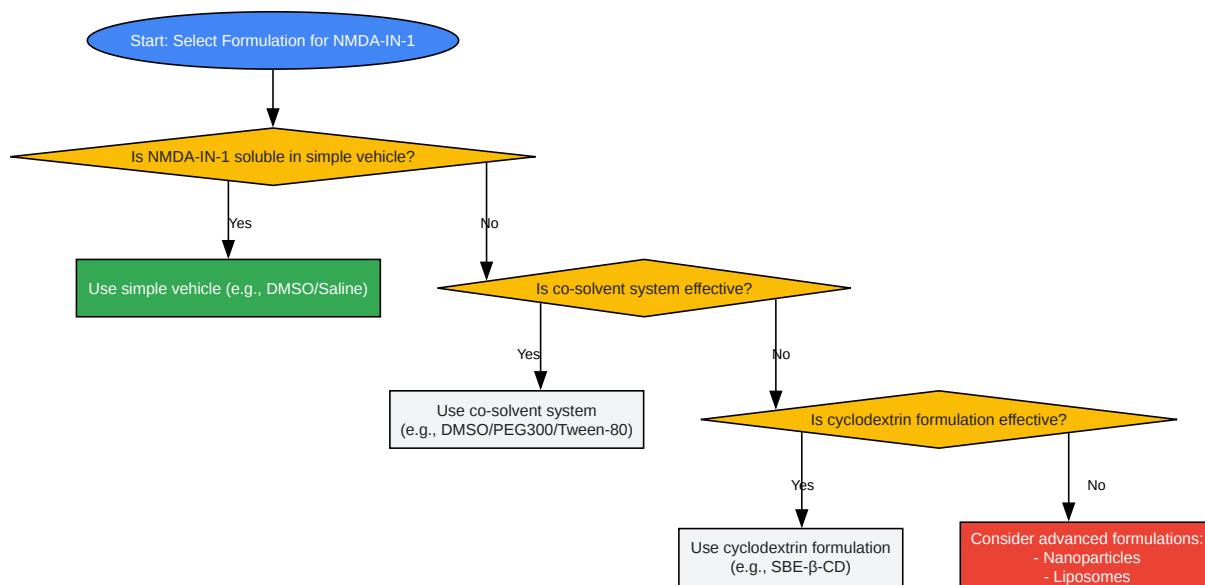 Start: Select Formulation for NMDA-IN-1
Is NMDA-IN-1 soluble in simple vehicle?
Yes
No
Use simple vehicle (e.g., DMSO/Saline)
Is co-solvent system effective?
Yes
No
Use co-solvent system
(e.g., DMSO/PEG300/Tween-80)
Is cyclodextrin formulation effective?
Yes
No
Use cyclodextrin formulation
(e.g., SBE-β-CD)
Consider advanced formulations:
- Nanoparticles
- Liposomes